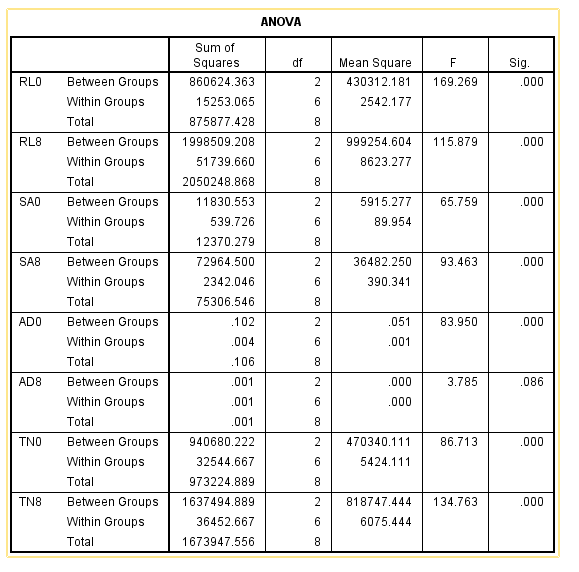 ANOVA
Sum of Squares df Mean Square F Sig.
RL0 Between Groups 860624.363 2 430312.181 169.269 .000
Within Groups 15253.065 6 2542.177
Total 875877.428 8
RL8 Between Groups 1998509.208 2 999254.604 115.879 .000
Within Groups 51739.660 6 8623.277
Total 2050248.868 8
SA0 Between Groups 11830.553 2 5915.277 65.759 .000
Within Groups 539.726 6 89.954
Total 12370.279 8
SA8 Between Groups 72964.500 2 36482.250 93.463 .000
Within Groups 2342.046 6 390.341
Total 75306.546 8
AD0 Between Groups .102 2 .051 83.950 .000
Within Groups .004 6 .001
Total .106 8
AD8 Between Groups .001 2 .000 3.785 .086
Within Groups .001 6 .000
Total .001 8
TN0 Between Groups 940680.222 2 470340.111 86.713 .000
Within Groups 32544.667 6 5424.111
Total 973224.889 8
TN8 Between Groups 1637494.889 2 818747.444 134.763 .000
Within Groups 36452.667 6 6075.444
Total 1673947.556 8